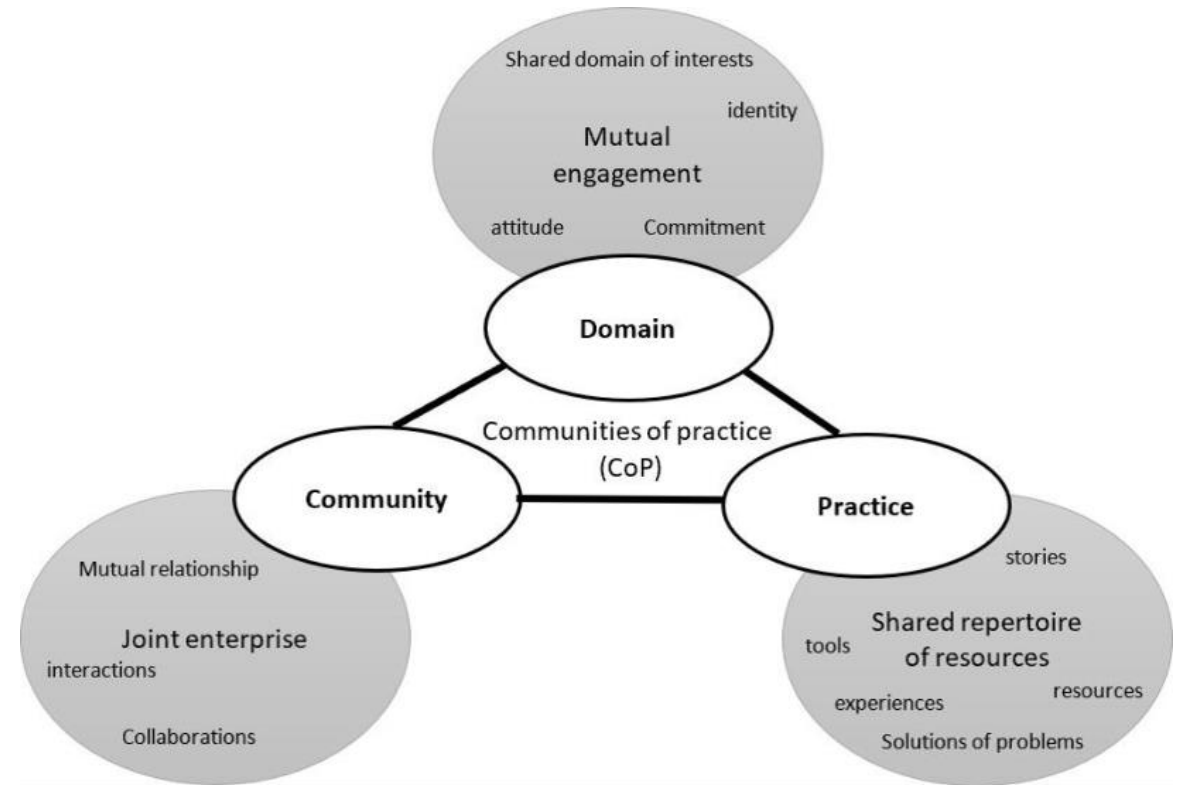 Shared domain of interests
identity
Mutual
engagement
attitude
Commitment
Domain
Communities of practice
(CoP)
Community
Practice
Mutual relationship
Joint enterprise
interactions
Collaborations
stories
Shared repertoire
of resources
tools
resources
experiences
Solutions of problems